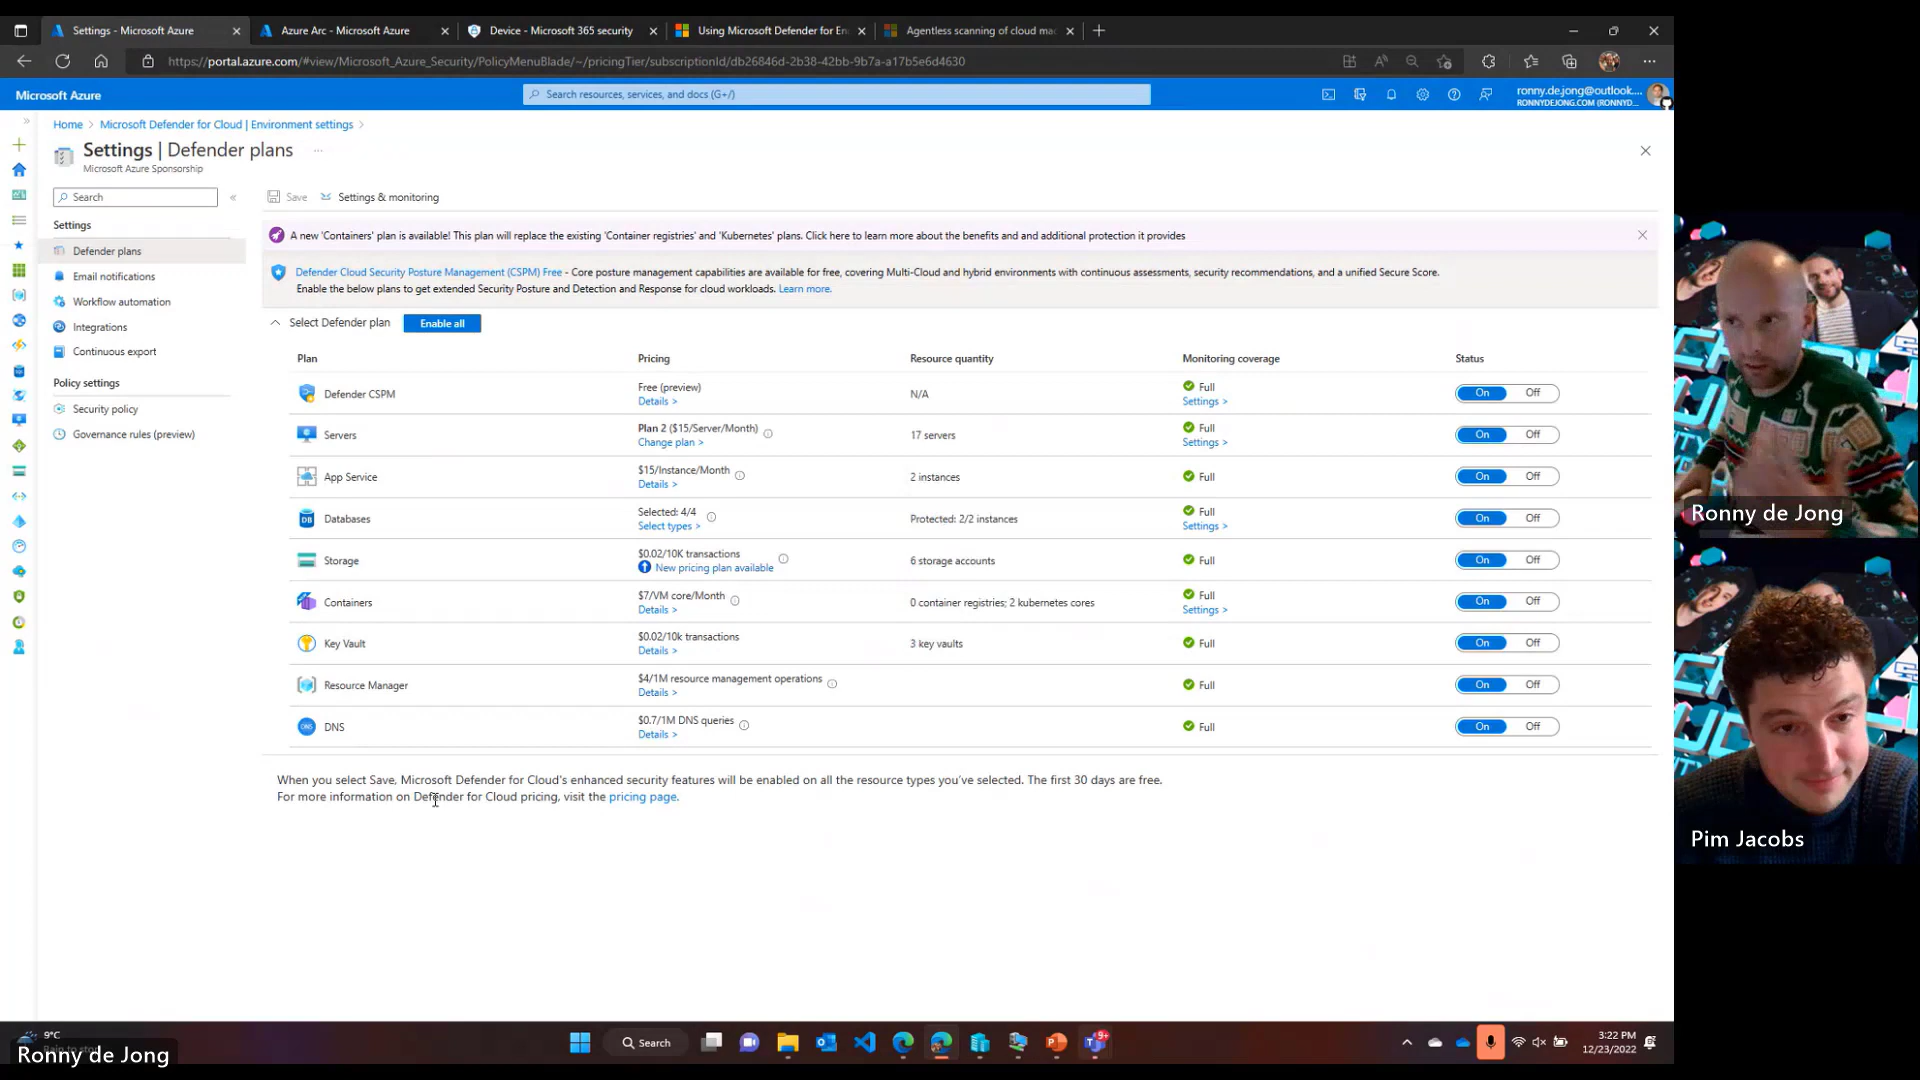 Settings - Microsoft Azure
Azure Arc - Microsoft Azure
Device - Microsoft 365 security
Using Microsoft Defender for En
Agentless scanning of cloud mac
https://portal.azure.com/#view/Microsoft_Azure_Security/PolicyMenuBlade/~/pricingTier/subscriptionId/db26846d-2b38-42bb-9b7a-a17b5e6d4630
Microsoft Azure
Search resources, services, and docs (G+/)
ronny.de.jong@outlook....
RONNYDEJONG.COM (RONNYD...
Home > Microsoft Defender for Cloud | Environment settings >
Settings | Defender plans ...
Microsoft Azure Sponsorship
Search
«
Save
Settings & monitoring
Settings
Defender plans
Email notifications
Workflow automation
Integrations
Continuous export
Policy settings
Security policy
Governance rules (preview)
A new 'Containers' plan is available! This plan will replace the existing 'Container registries' and 'Kubernetes' plans. Click here to learn more about the benefits and and additional protection it provides
Defender Cloud Security Posture Management (CSPM) Free - Core posture management capabilities are available for free, covering Multi-Cloud and hybrid environments with continuous assessments, security recommendations, and a unified Secure Score.
Enable the below plans to get extended Security Posture and Detection and Response for cloud workloads. Learn more.
Select Defender plan
Enable all
Plan Pricing Resource quantity Monitoring coverage Status
Defender CSPM Free (preview) N/A Full On Off
Details > Settings >
Servers Plan 2 ($15/Server/Month) 17 servers Full On Off
Change plan > Settings >
App Service $15/Instance/Month 2 instances Full On Off
Details >
Databases Selected: 4/4 Protected: 2/2 instances Full On Off
Select types > Settings >
Storage $0.02/10K transactions 6 storage accounts Full On Off
New pricing plan available
Containers $7/VM core/Month 0 container registries; 2 kubernetes cores Full On Off
Details > Settings >
Key Vault $0.02/10k transactions 3 key vaults Full On Off
Details >
Resource Manager $4/1M resource management operations Full On Off
Details >
DNS $0.7/1M DNS queries Full On Off
Details >
When you select Save, Microsoft Defender for Cloud's enhanced security features will be enabled on all the resource types you've selected. The first 30 days are free.
For more information on Defender for Cloud pricing, visit the pricing page.
Ronny de Jong
Pim Jacobs
9°C
Ronny de Jong
Search
3:22 PM
12/23/2022